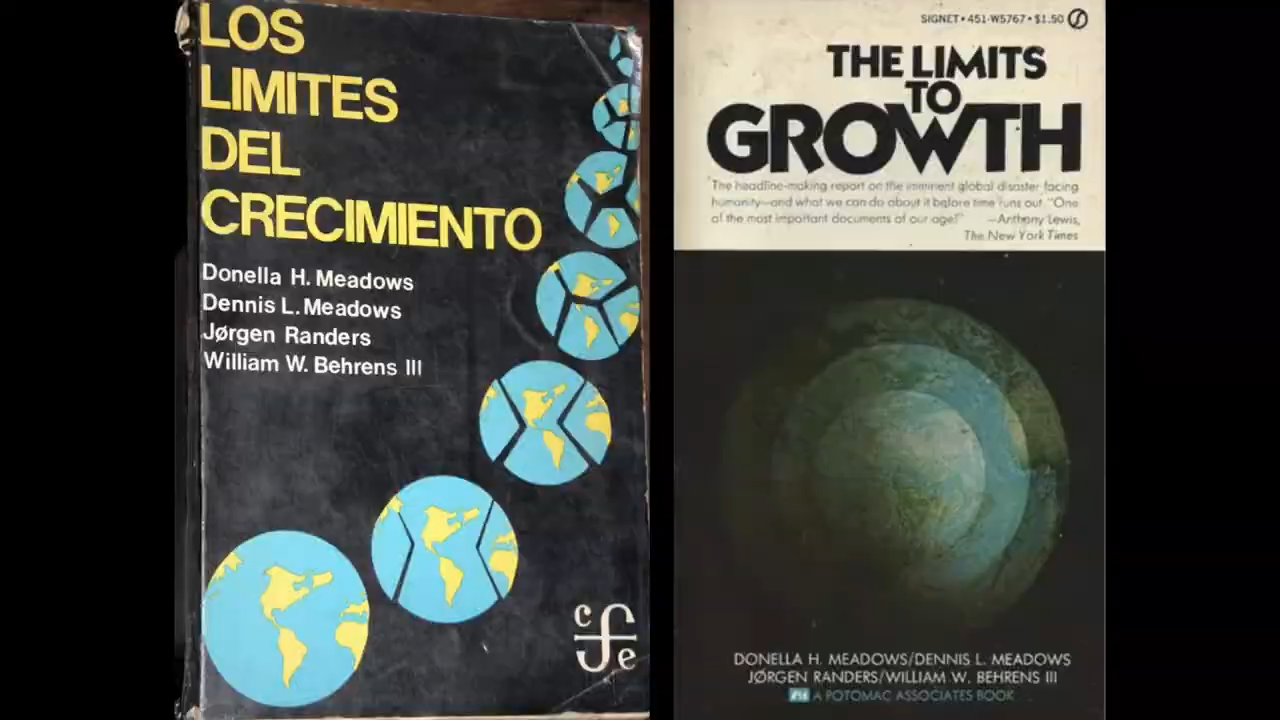 LOS
LIMITES
DEL
CRECIMIENTO
Donella H. Meadows
Dennis L. Meadows
Jørgen Randers
William W. Behrens III
cfe
SIGNET • 451-W5767 • $1.50
THE LIMITS
TO
GROWTH
The headline-making report on the imminent global disaster facing
humanity—and what we can do about it before time runs out. "One
of the most important documents of our age!" —Anthony Lewis,
The New York Times
DONELLA H. MEADOWS/DENNIS L. MEADOWS
JØRGEN RANDERS/WILLIAM W. BEHRENS III
A POTOMAC ASSOCIATES BOOK